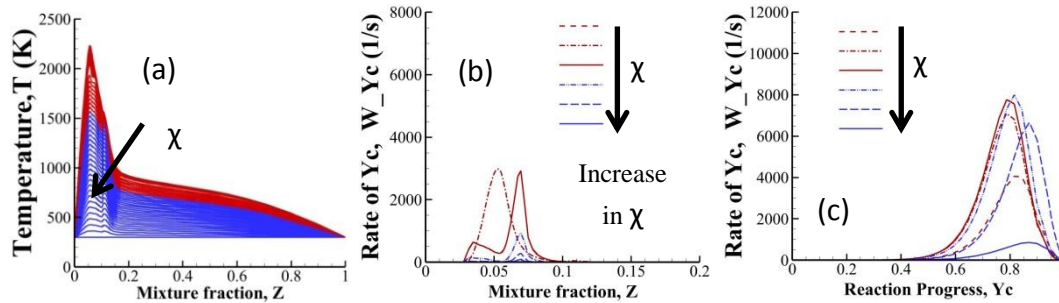 Temperature,T (K)
2500
2000
1500
1000
500
0
0
0.2
0.4
0.6
0.8
1
Mixture fraction, Z
(a)
χ
Rate of Yc, W_Yc (1/s)
8000
6000
4000
2000
0
0
0.05
0.1
0.15
0.2
Mixture fraction, Z
(b)
χ
Increase
in χ
Rate of Yc, W_Yc (1/s)
12000
10000
8000
6000
4000
2000
0
0
0.2
0.4
0.6
0.8
Reaction Progress, Yc
χ
(c)